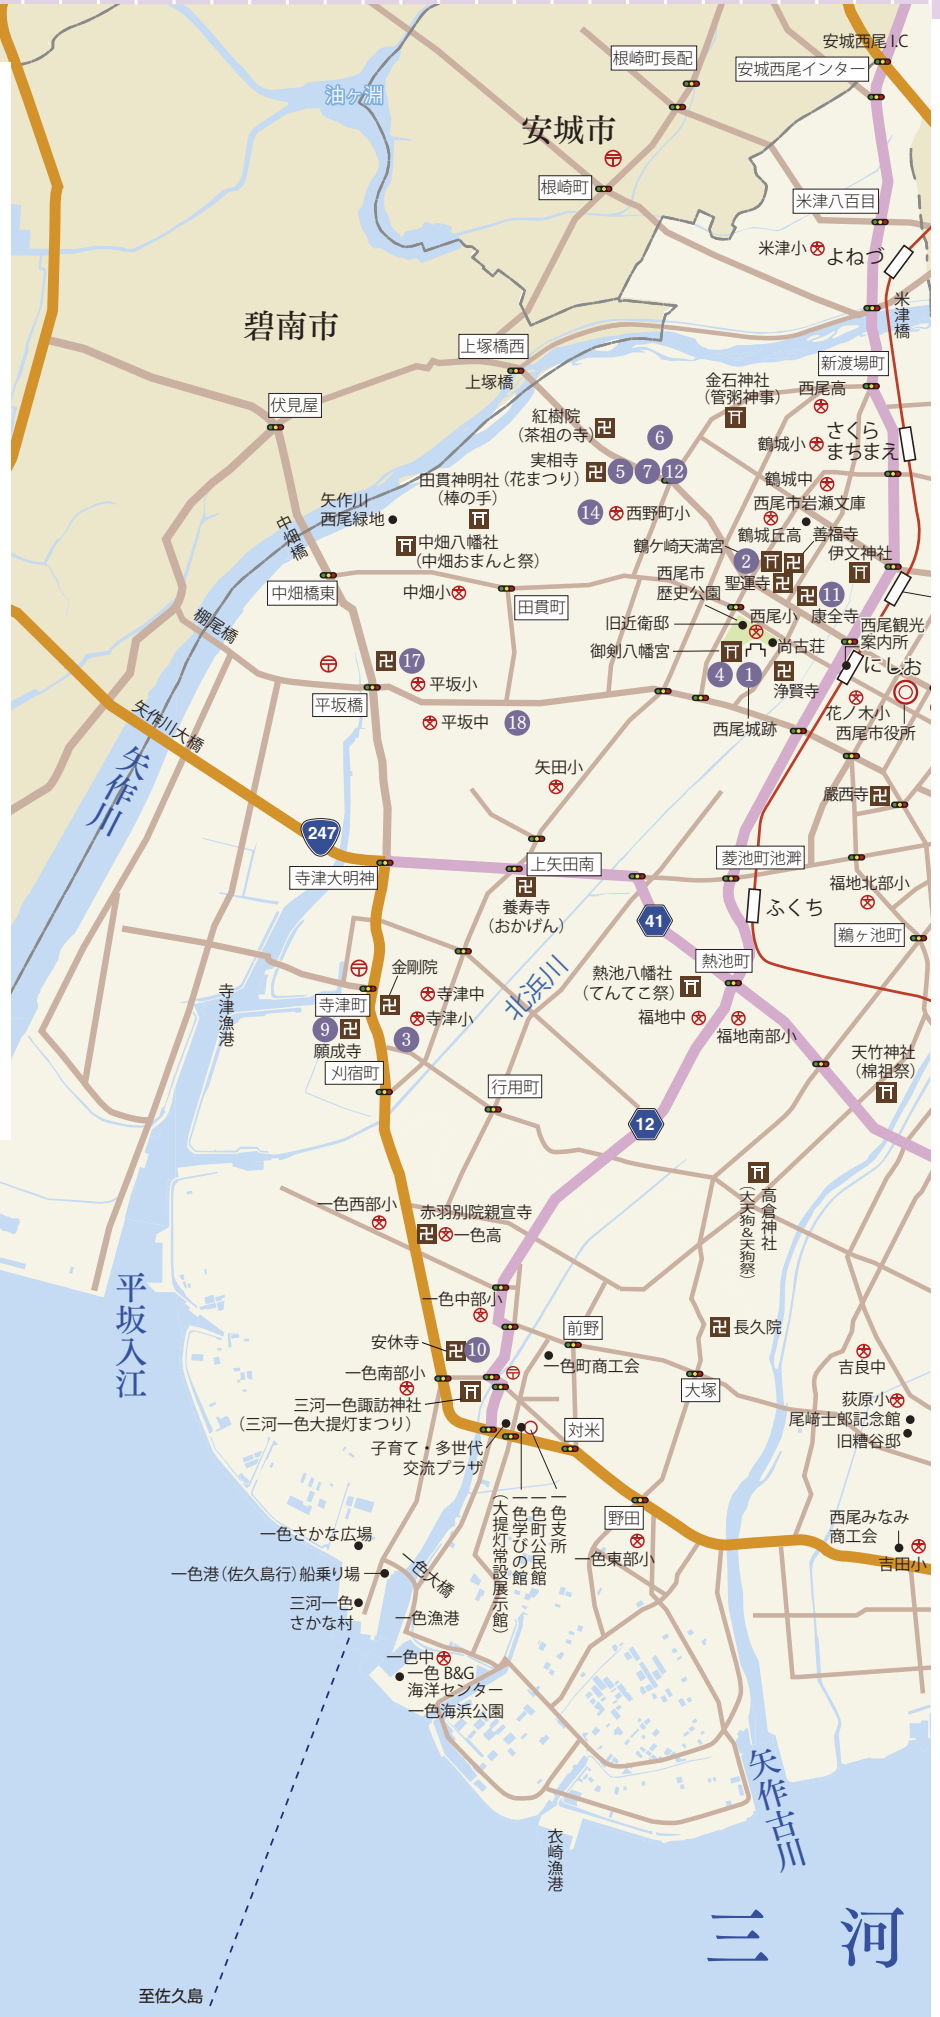 安城西尾 I.C
根崎町長配
安城西尾インター
油ヶ淵
安城市
根崎町
米津八百目
米津小
よねづ
米津橋
碧南市
上塚橋西
上塚橋
新渡場町
金石神社
(管粥神事)
西尾高
伏見屋
紅樹院
(茶祖の寺)
6
鶴城小
さくら
まちまえ
実相寺
(花まつり)
5
7
12
田貫神明社
(棒の手)
鶴城中
矢作川
西尾緑地
14
西野町小
西尾市岩瀬文庫
中畑橋
中畑八幡社
(中畑おまんと祭)
鶴城丘高
善福寺
鶴ケ崎天満宮
2
伊文神社
聖運寺
西尾市
歴史公園
中畑橋東
中畑小
田貫町
11
康全寺
棚尾橋
旧近衛邸
西尾小
西尾観光
案内所
御剣八幡宮
尚古荘
にしお
17
平坂小
4
1
浄賢寺
平坂橋
矢作川大橋
平坂中
18
西尾城跡
花ノ木小
西尾市役所
矢作川
矢田小
厳西寺
247
寺津大明神
上矢田南
菱池町池澼
養寿寺
(おかげん)
福地北部小
41
ふくち
鵜ヶ池町
熱池町
金剛院
北浜川
熱池八幡社
(てんてこ祭)
寺津漁港
寺津町
寺津中
9
願成寺
寺津小
3
福地中
福地南部小
刈宿町
天竹神社
(棉祖祭)
行用町
12
高倉神社
(大天狗&天狗祭)
一色西部小
赤羽別院親宣寺
一色高
平坂入江
一色中部小
前野
長久院
安休寺
10
一色町商工会
吉良中
一色南部小
大塚
三河一色諏訪神社
(三河一色大提灯まつり)
荻原小
尾﨑士郎記念館
旧糟谷邸
対米
子育て・多世代
交流プラザ
一色支所
一色町公民館
一色学びの館
(大提灯常設展示館)
野田
西尾みなみ
商工会
一色さかな広場
一色東部小
吉田小
一色港(佐久島行)船乗り場
一色大橋
三河一色
さかな村
一色漁港
一色中
一色 B&G
海洋センター
一色海浜公園
矢作古川
衣崎漁港
三 河
至佐久島